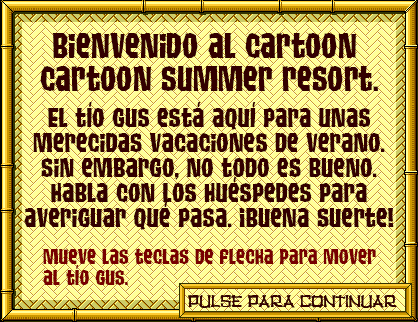 Bienvenido al Cartoon
Cartoon Summer Resort.
El tío Gus está aquí para unas
merecidas vacaciones de verano.
Sin embargo, no todo es bueno.
Habla con los huéspedes para
averiguar qué pasa. ¡Buena suerte!
Mueve las teclas de flecha para mover
al tío Gus.
PULSE PARA CONTINUAR